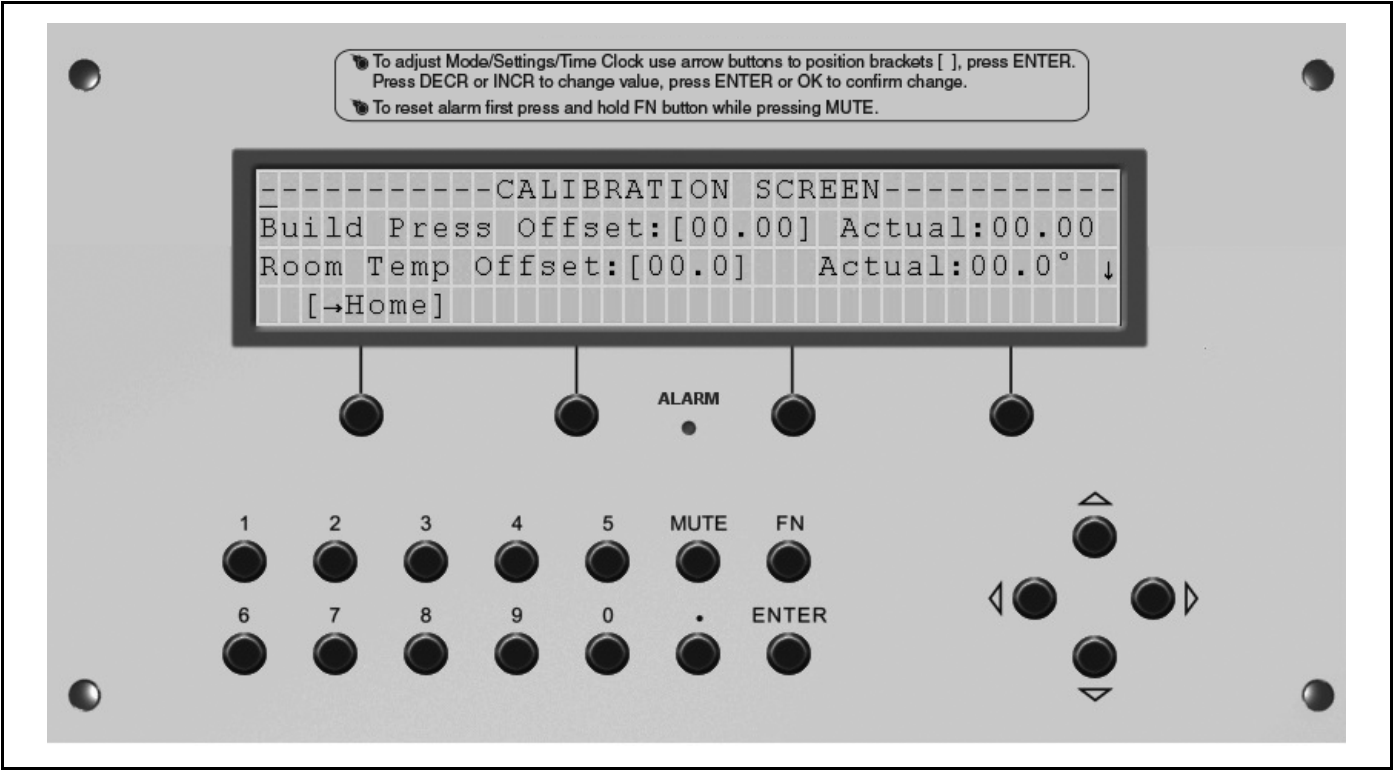 To adjust Mode/Settings/Time Clock use arrow buttons to position brackets [ ], press ENTER.
Press DECR or INCR to change value, press ENTER or OK to confirm change.
To reset alarm first press and hold FN button while pressing MUTE.
-----------CALIBRATION SCREEN-----------
Build Press Offset:[00.00] Actual:00.00
Room Temp Offset:[00.0] Actual:00.0° ↓
[→Home]
ALARM
1 2 3 4 5 MUTE FN
6 7 8 9 0 . ENTER